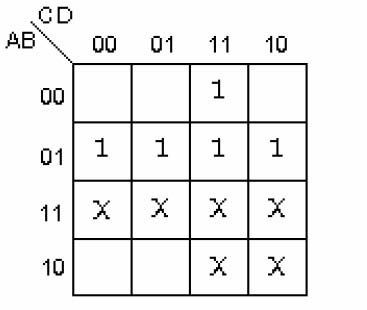 CD
AB 00 01 11 10
00 1
01 1 1 1 1
11 X X X X
10 X X